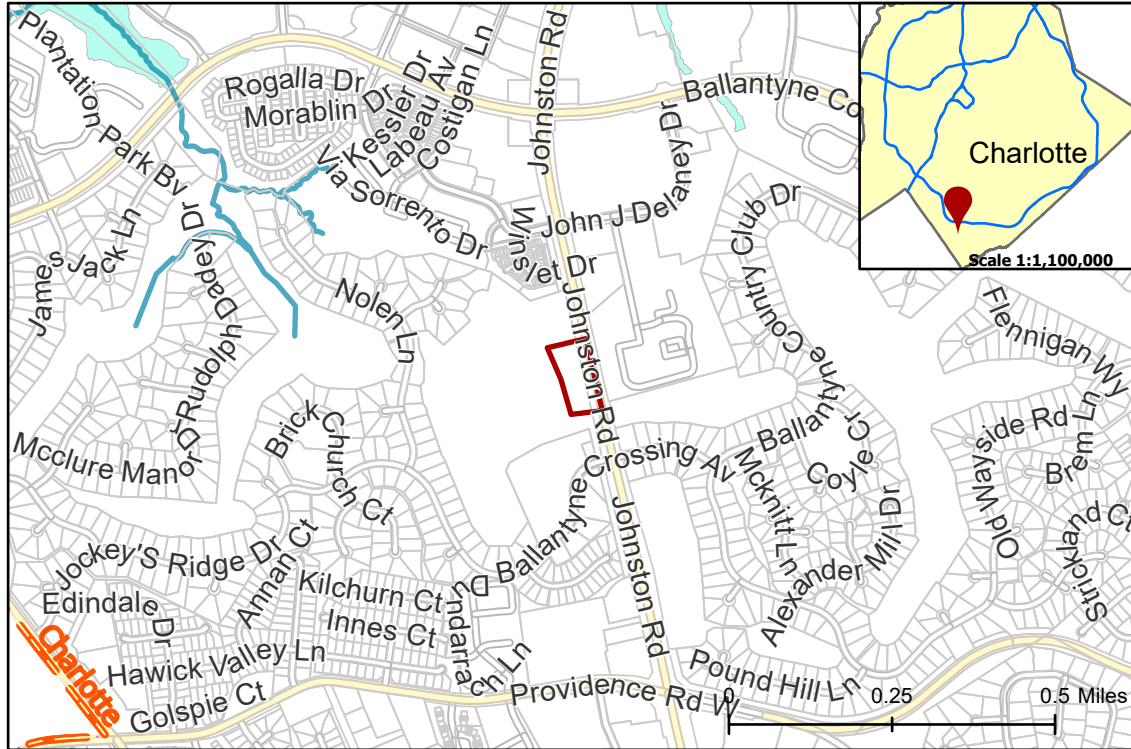 Plantation Park Bv
Rogalla Dr
Morablin Dr
Kessler Dr
Labeau Av
Costigan Ln
Johnston Rd
Ballantyne Co
Charlotte
Scale 1:1,100,000
Via Sorrento Dr
Winslet Dr
John J Delaney Dr
Ballantyne Country Club Dr
James Jack Ln
Rudolph Dadey Dr
Nolen Ln
Johnston Rd
Flennigan Wy
Mcclure Manor Dr
Brick Church Ct
Ballantyne Crossing Av
Mcknitt Ln
Coyle Cr
Old Wayside Rd
Brem Ln
Strickland Ct
Alexander Mill Dr
Jockey'S Ridge Dr
Annan Ct
Kilchurn Ct
Innes Ct
Dundarrach Ln
Johnston Rd
Edindale Dr
Hawick Valley Ln
Golspie Ct
Charlotte
Providence Rd W
Pound Hill Ln
0 0.25 0.5 Miles